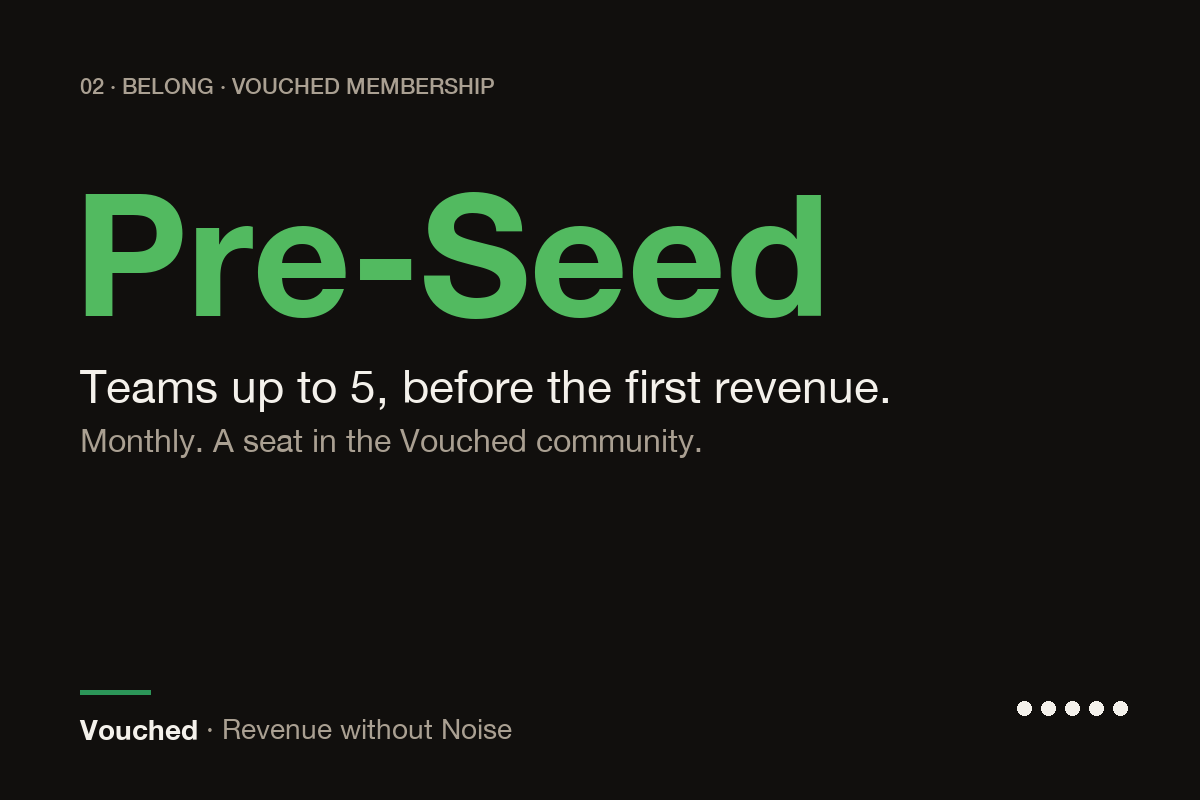 02 · BELONG · VOUCHED MEMBERSHIP
Pre-Seed
Teams up to 5, before the first revenue.
Monthly. A seat in the Vouched community.
Vouched · Revenue without Noise